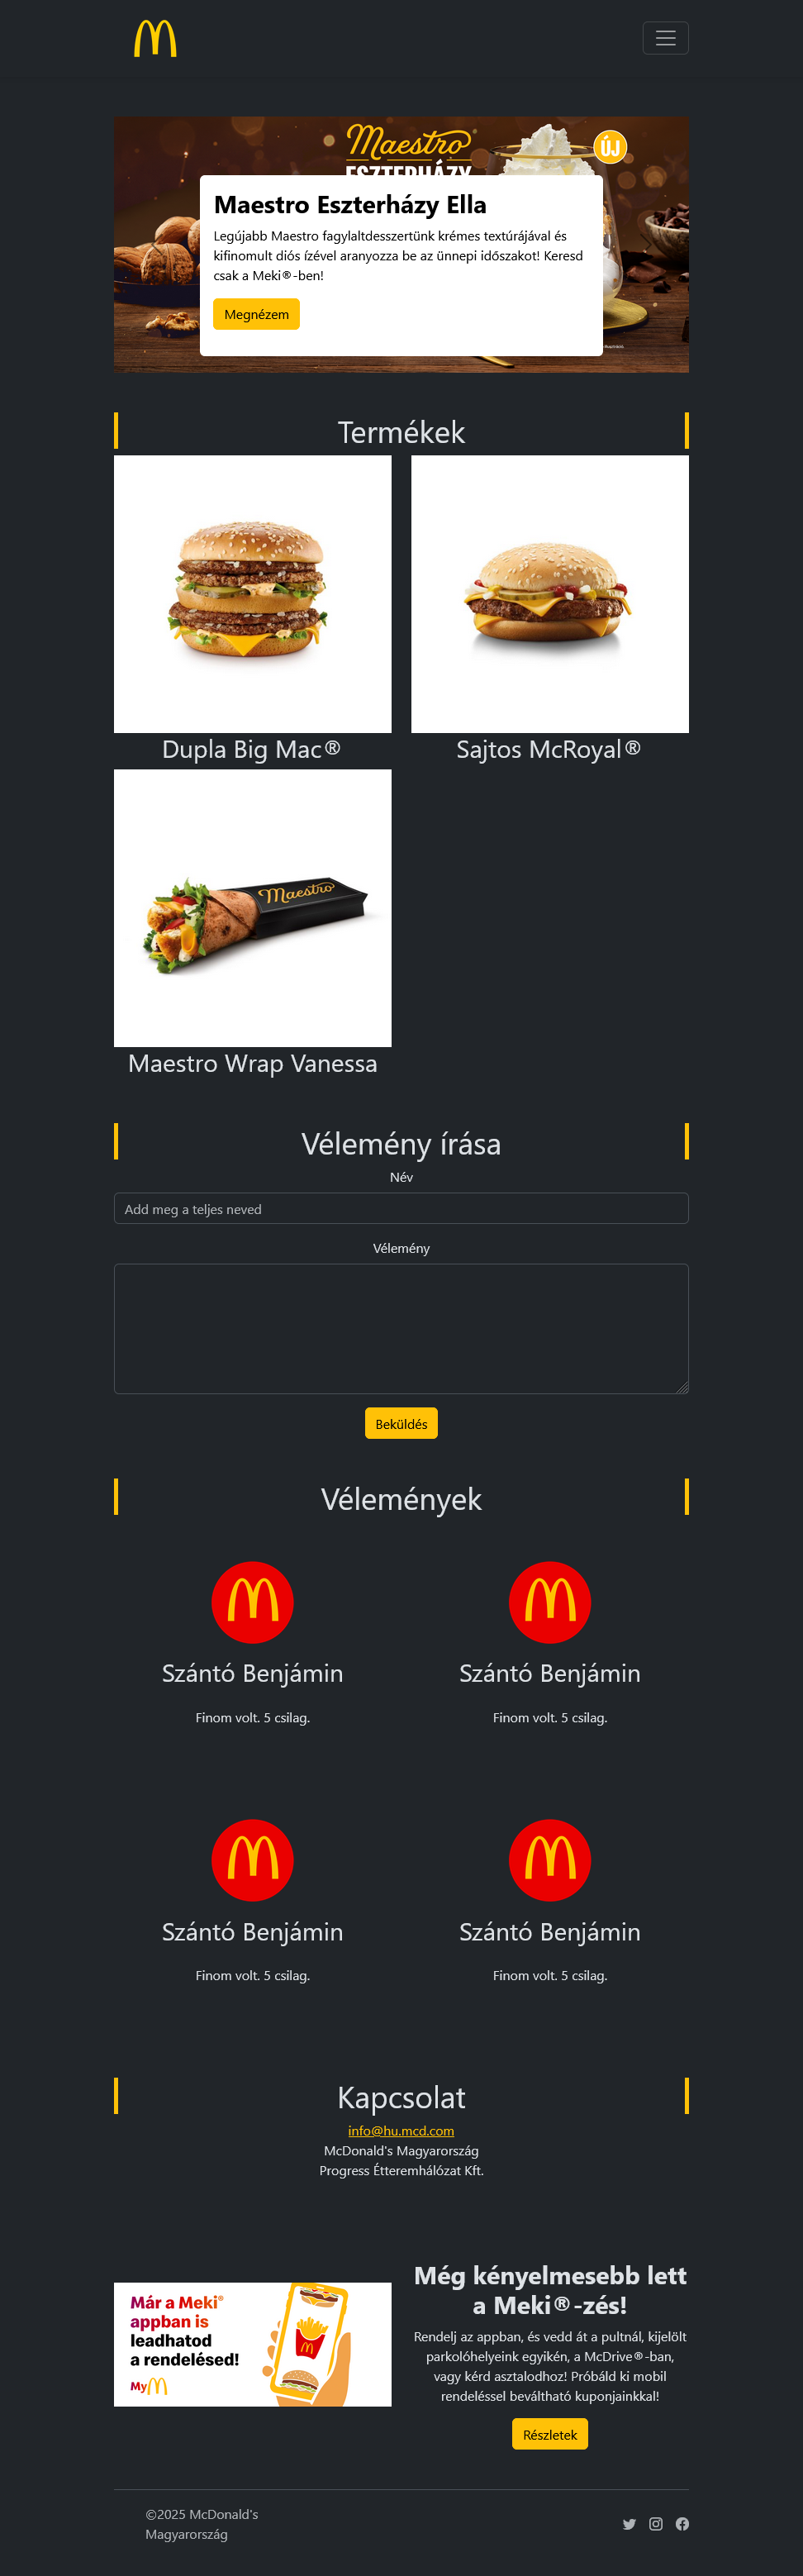 Maestro
ESZTERHÁZY
ÚJ
Maestro Eszterházy Ella
Legújabb Maestro fagylaltdesszertünk krémes textúrájával és
kifinomult diós ízével aranyozza be az ünnepi időszakot! Keresd
csak a Meki®-ben!
Megnézem
Termékek
Dupla Big Mac®
Sajtos McRoyal®
Maestro
Maestro Wrap Vanessa
Vélemény írása
Név
Add meg a teljes neved
Vélemény
Beküldés
Vélemények
Szántó Benjámin
Finom volt. 5 csilag.
Szántó Benjámin
Finom volt. 5 csilag.
Szántó Benjámin
Finom volt. 5 csilag.
Szántó Benjámin
Finom volt. 5 csilag.
Kapcsolat
info@hu.mcd.com
McDonald's Magyarország
Progress Étteremhálózat Kft.
Már a Meki®
appban is
leadhatod
a rendelésed!
My
Még kényelmesebb lett
a Meki®-zés!
Rendelj az appban, és vedd át a pultnál, kijelölt
parkolóhelyeink egyikén, a McDrive®-ban,
vagy kérd asztalodhoz! Próbáld ki mobil
rendeléssel beváltható kuponjainkkal!
Részletek
©2025 McDonald's
Magyarország